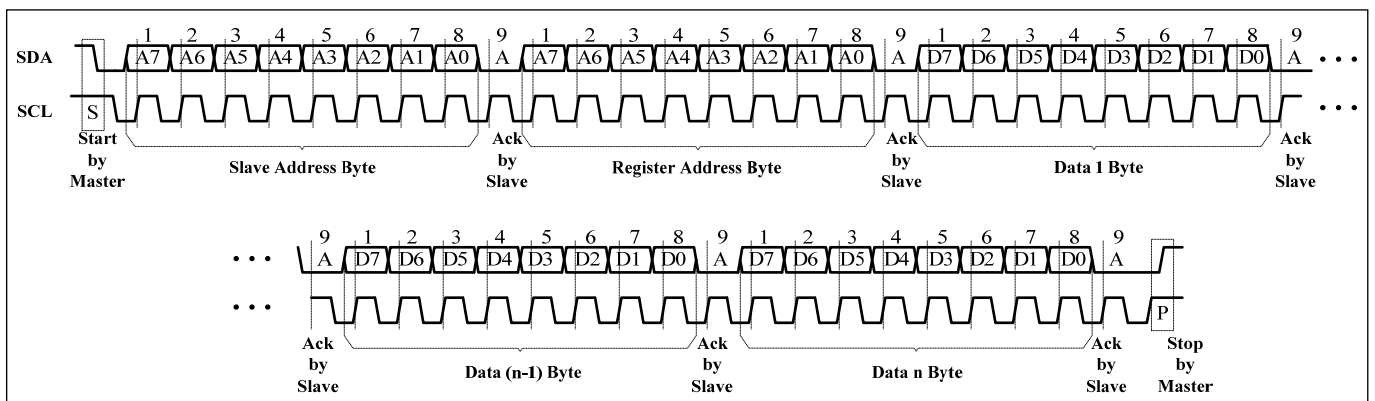 1 2 3 4 5 6 7 8 9 1 2 3 4 5 6 7 8 9 1 2 3 4 5 6 7 8 9
SDA A7 A6 A5 A4 A3 A2 A1 A0 A A7 A6 A5 A4 A3 A2 A1 A0 A D7 D6 D5 D4 D3 D2 D1 D0 A • • •
SCL S • • •
Start by Master
Slave Address Byte
Ack by Slave
Register Address Byte
Ack by Slave
Data 1 Byte
Ack by Slave
9 1 2 3 4 5 6 7 8 9 1 2 3 4 5 6 7 8 9
• • • A D7 D6 D5 D4 D3 D2 D1 D0 A D7 D6 D5 D4 D3 D2 D1 D0 A
• • • P
Ack by Slave
Data (n-1) Byte
Ack by Slave
Data n Byte
Ack by Slave
Stop by Master